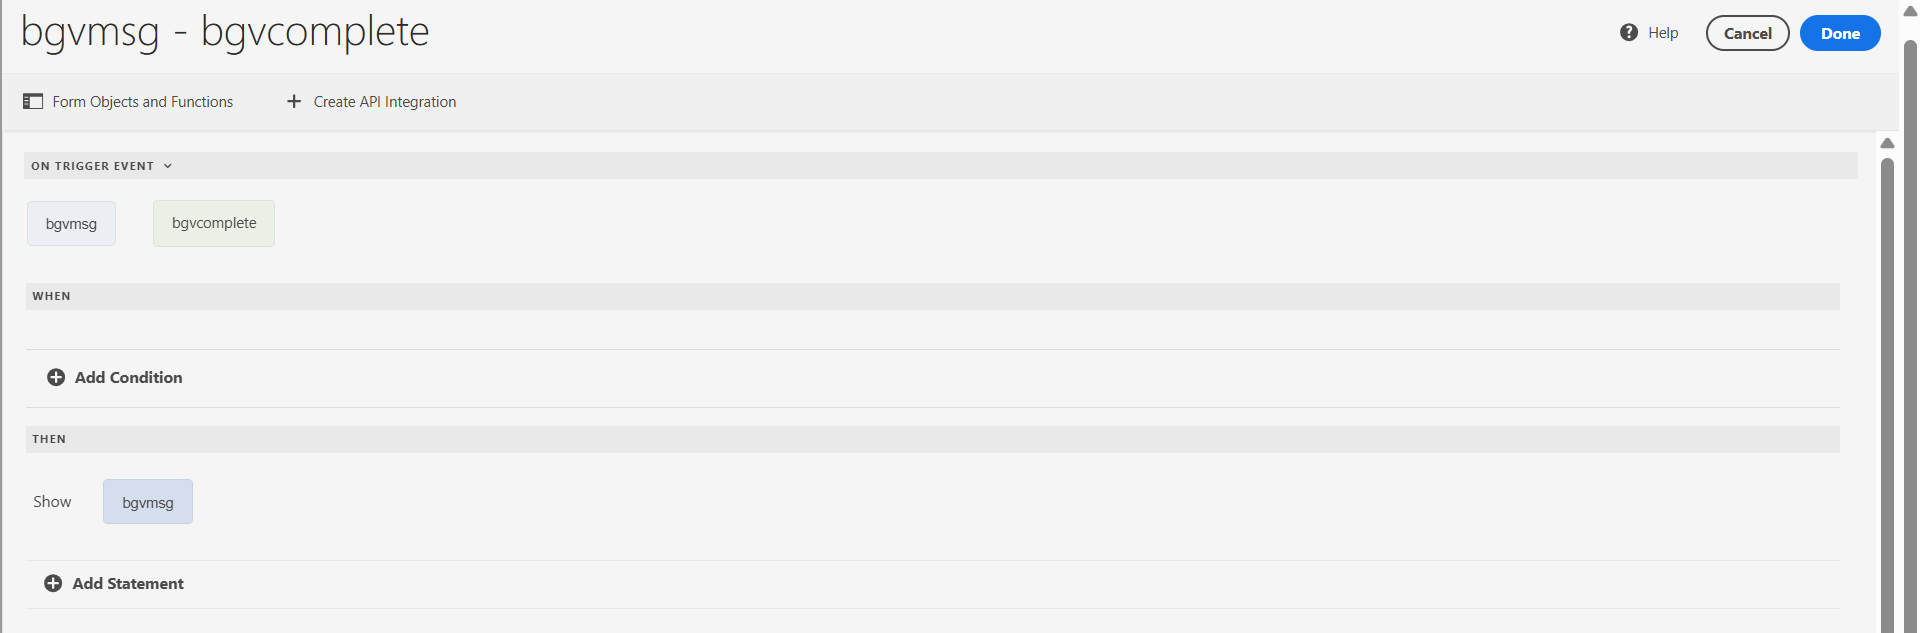 bgvmsg - bgvcomplete
Help Cancel Done
Form Objects and Functions Create API Integration
ON TRIGGER EVENT
bgvmsg bgvcomplete
WHEN
Add Condition
THEN
Show bgvmsg
Add Statement